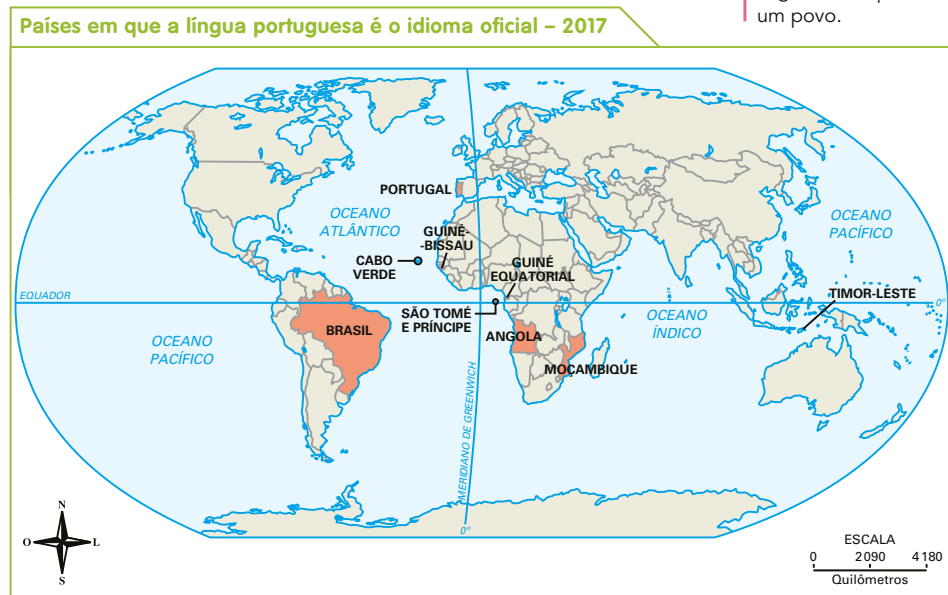 um povo.
Países em que a língua portuguesa é o idioma oficial – 2017
PORTUGAL
OCEANO
ATLÂNTICO
GUINÉ-
-BISSAU
CABO
VERDE
GUINÉ
EQUATORIAL
OCEANO
PACÍFICO
EQUADOR
0°
TIMOR-LESTE
SÃO TOMÉ
E PRÍNCIPE
OCEANO
ÍNDICO
BRASIL
ANGOLA
OCEANO
PACÍFICO
MOÇAMBIQUE
MERIDIANO DE GREENWICH
0°
N
O
L
S
ESCALA
0 2 090 4 180
Quilômetros